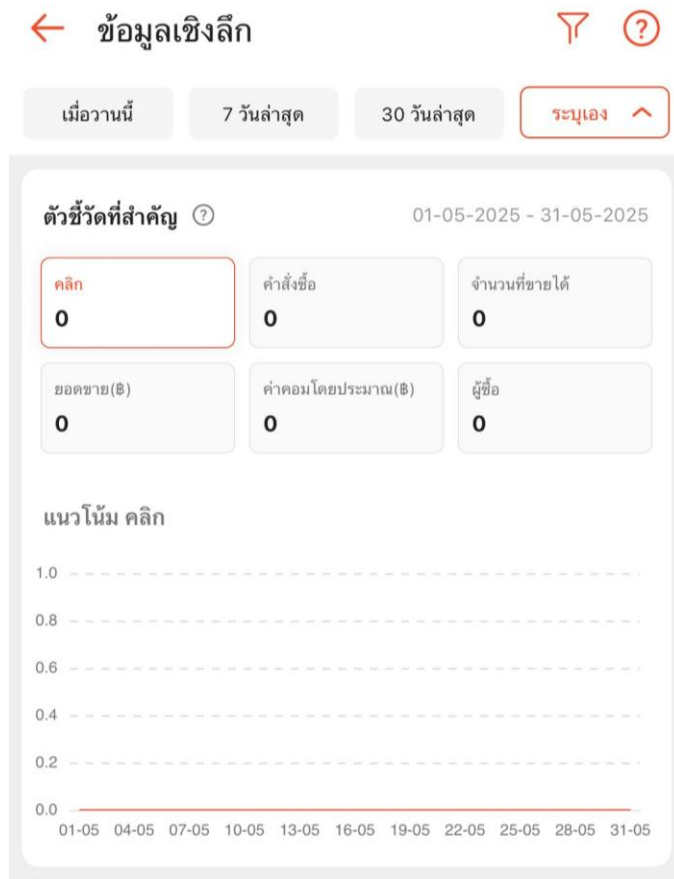 ข้อมูลเชิงลึก ?
เมื่อวานนี้ 7 วันล่าสุด 30 วันล่าสุด ระบุเอง
ตัวชี้วัดที่สำคัญ ? 01-05-2025 - 31-05-2025
คลิก คำสั่งซื้อ จำนวนที่ขายได้
0 0 0
ยอดขาย(฿) ค่าคอมโดยประมาณ(฿) ผู้ซื้อ
0 0 0
แนวโน้ม คลิก
1.0
0.8
0.6
0.4
0.2
0.0
01-05 04-05 07-05 10-05 13-05 16-05 19-05 22-05 25-05 28-05 31-05